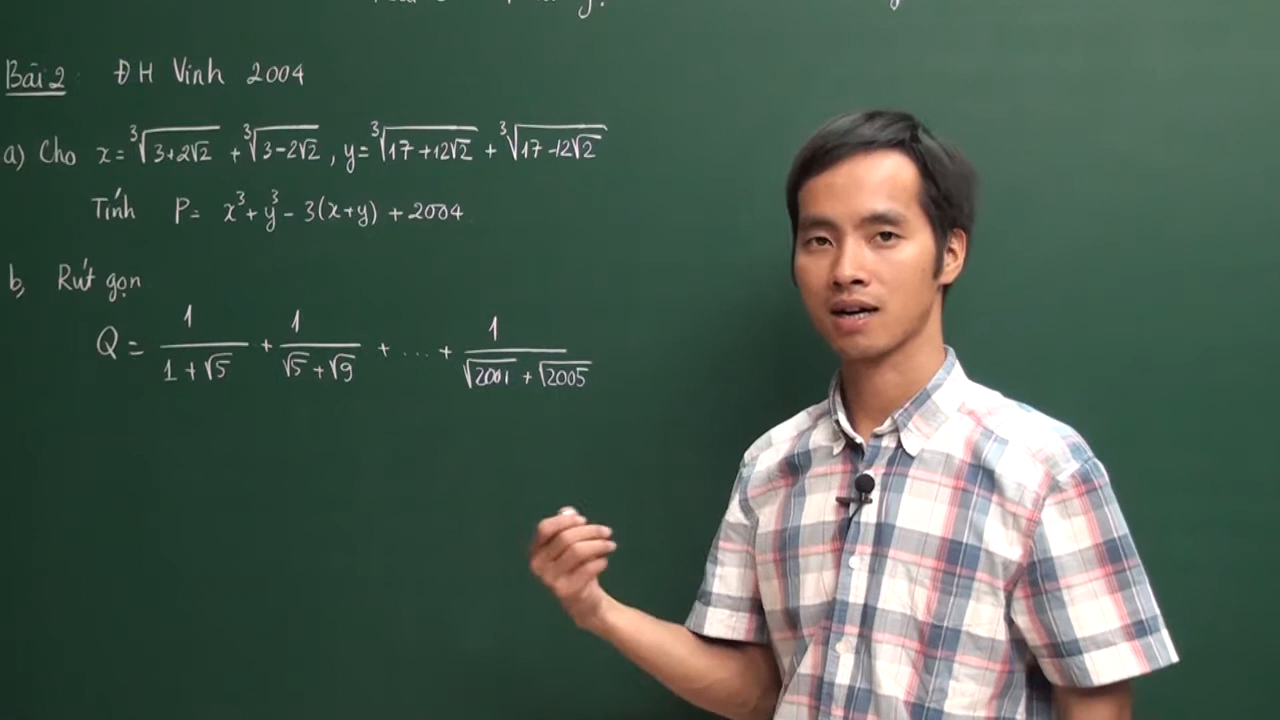 Bài 2: ĐH Vinh 2004
a) Cho x = ∛(3+2√2) + ∛(3-2√2) , y = ∛(17+12√2) + ∛(17-12√2)
Tính P = x³ + y³ - 3(x+y) + 2004
b, Rút gọn
Q = 1/(1+√5) + 1/(√5+√9) + ... + 1/(√2001 + √2005)